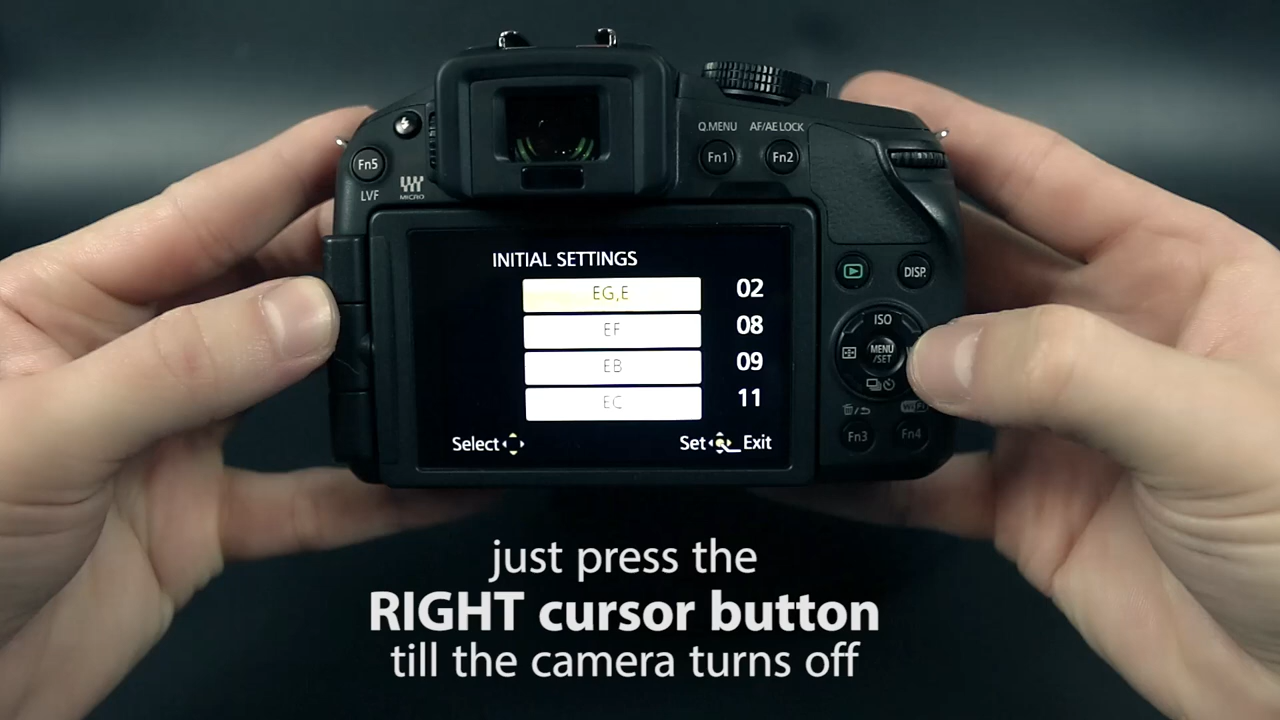 Q.MENU AF/AE LOCK
Fn5 Fn1 Fn2
LVF MICRO
INITIAL SETTINGS
DISP.
EG,E 02
ISO
EF 08
MENU
/SET
EB 09
EC 11
Wi-Fi
Select Set Exit
Fn3 Fn4
just press the
RIGHT cursor button
till the camera turns off